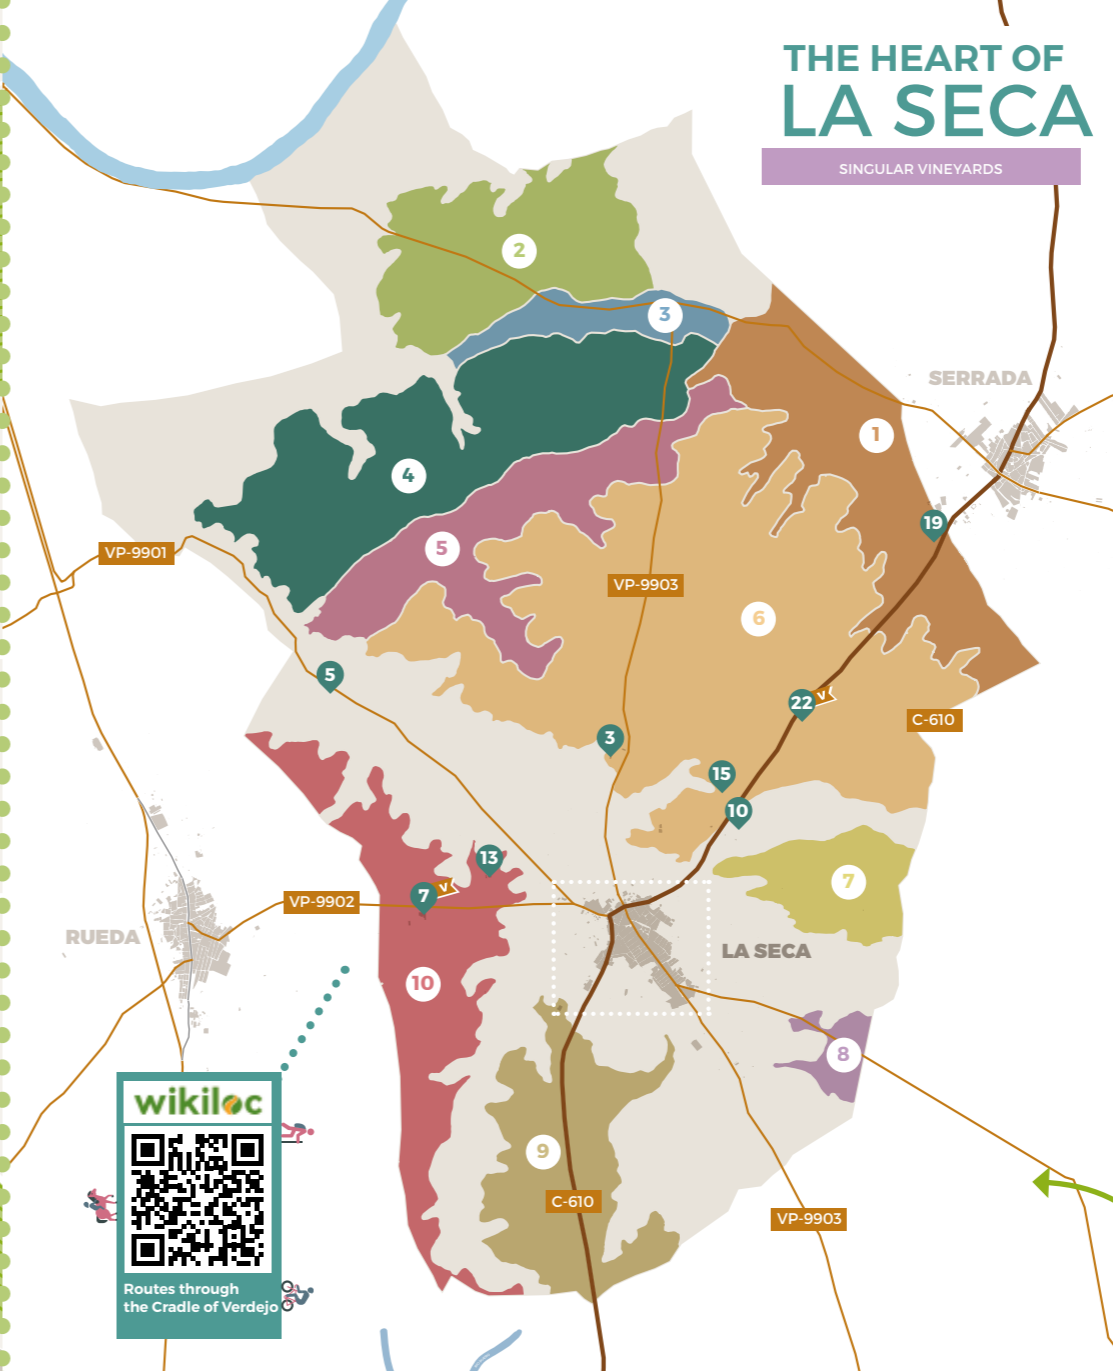 THE HEART OF
LA SECA
SINGULAR VINEYARDS
2
3
SERRADA
1
4
19
5
VP-9901
VP-9903
6
5
22
V
C-610
3
15
10
13
7
V
7
VP-9902
RUEDA
LA SECA
10
8
wikiloc
9
C-610
VP-9903
Routes through
the Cradle of Verdejo